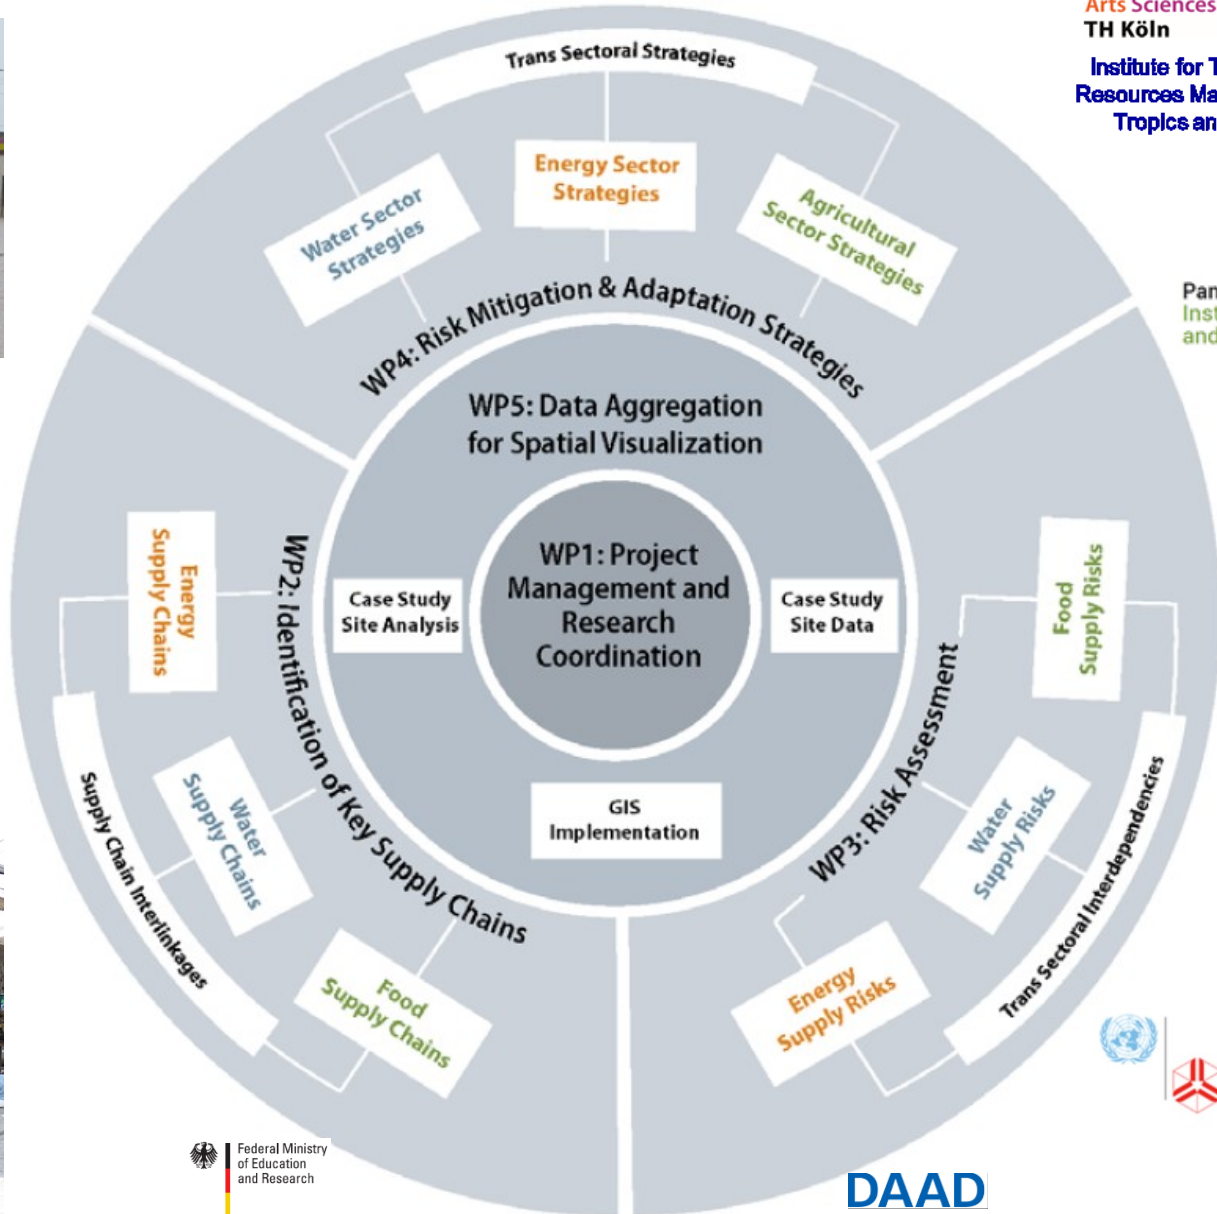 Arts Sciences
TH Köln
Institute for T
Resources Ma
Tropics an
Trans Sectoral Strategies
Energy Sector
Strategies
Water Sector
Strategies
Agricultural
Sector Strategies
WP4: Risk Mitigation & Adaptation Strategies
Pan
Inst
and
WP5: Data Aggregation
for Spatial Visualization
WP1: Project
Management and
Research
Coordination
Case Study
Site Analysis
Case Study
Site Data
GIS
Implementation
WP2: Identification of Key Supply Chains
Energy
Supply Chains
Water
Supply Chains
Food
Supply Chains
Supply Chain Interlinkages
WP3: Risk Assessment
Food
Supply Risks
Water
Supply Risks
Energy
Supply Risks
Trans Sectoral Interdependencies
Federal Ministry
of Education
and Research
DAAD